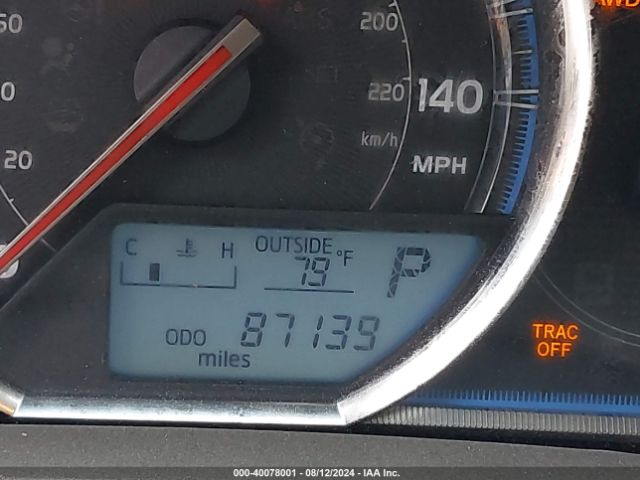 AWD
200
220
140
km/h
20
MPH
C H OUTSIDE
79 °F P
ODO 87139
miles
TRAC
OFF
000-40078001 - 08/12/2024 - IAA Inc.